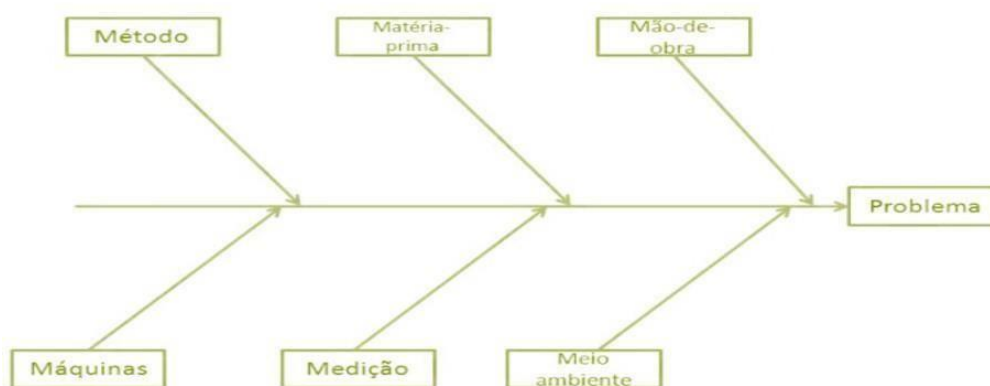 Método
Matéria-
prima
Mão-de-
obra
Problema
Máquinas
Medição
Meio
ambiente